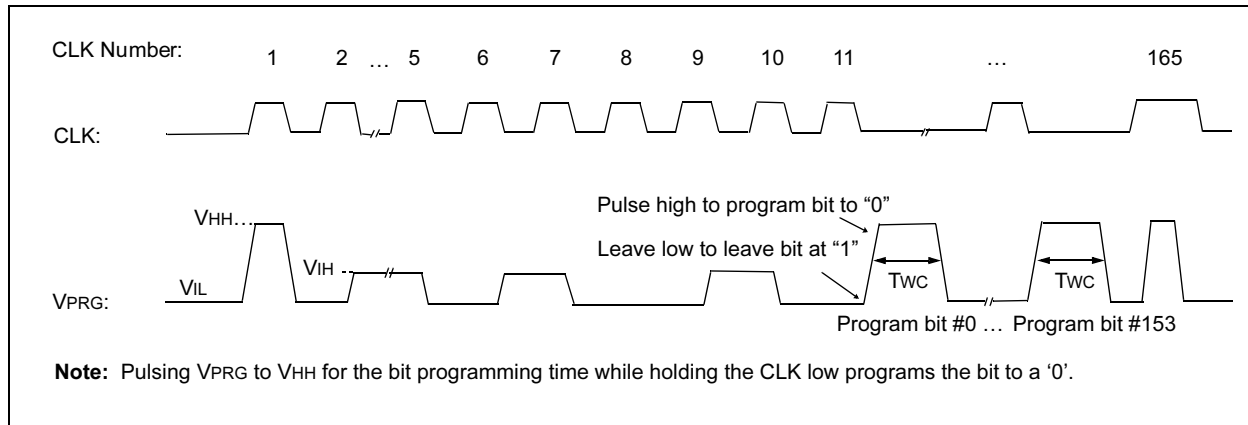 CLK Number:
1 2 ... 5 6 7 8 9 10 11 ... 165
CLK:
Pulse high to program bit to “0”
VHH...
Leave low to leave bit at “1”
VIH
TWC TWC
VIL
VPRG:
Program bit #0 ... Program bit #153
Note: Pulsing VPRG to VHH for the bit programming time while holding the CLK low programs the bit to a ‘0’.